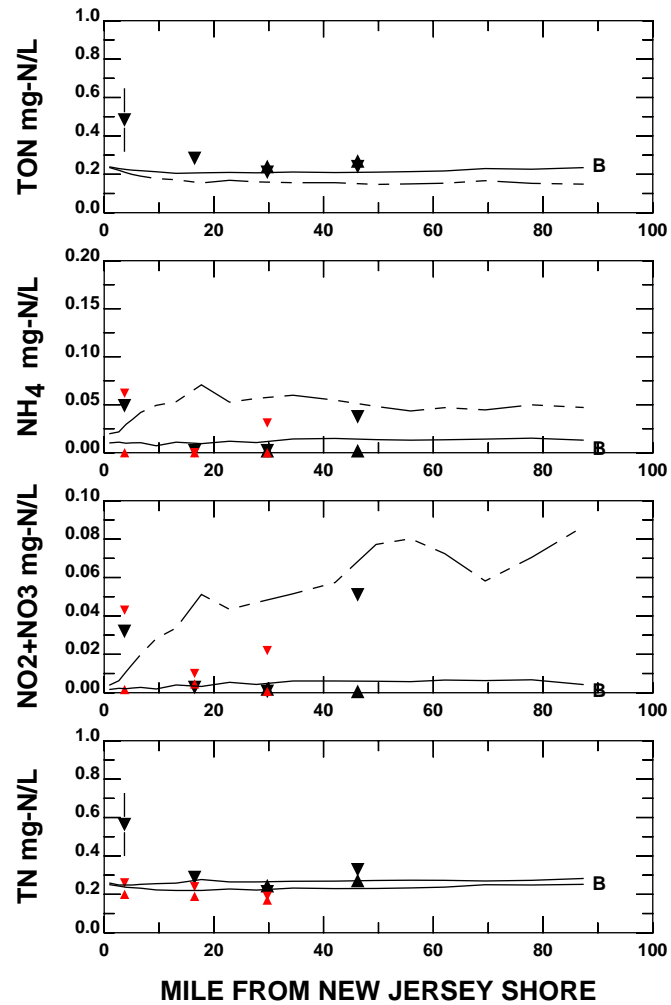 TON mg-N/L
1.0
0.8
0.6
0.4
0.2
0.0
B
0 20 40 60 80 100
NH4 mg-N/L
0.20
0.15
0.10
0.05
0.00
B
0 20 40 60 80 100
NO2+NO3 mg-N/L
0.10
0.08
0.06
0.04
0.02
0.00
B
0 20 40 60 80 100
TN mg-N/L
1.0
0.8
0.6
0.4
0.2
0.0
B
0 20 40 60 80 100
MILE FROM NEW JERSEY SHORE